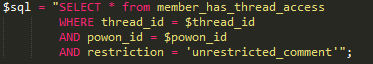 $sql = "SELECT * from member_has_thread_access
WHERE thread_id = $thread_id
AND powon_id = $powon_id
AND restriction = 'unrestricted_comment'";